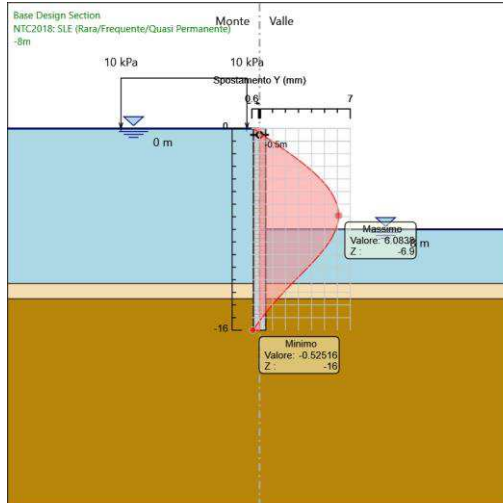 Base Design Section
NTC2018: SLE (Rara/Frequente/Quasi Permanente)
-8m
Monte
Valle
10 kPa
10 kPa
Spostamento Y (mm)
7
0
0 m
-0.5m
Massimo
Valore: 6.0838
Z : -6.9
m
-16
Minimo
Valore: -0.52516
Z : -16